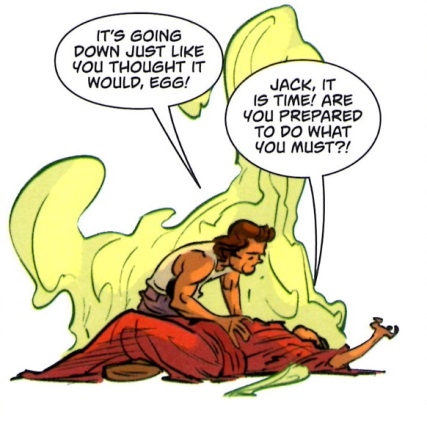 IT'S GOING
DOWN JUST LIKE
YOU THOUGHT IT
WOULD, EGG!
JACK, IT
IS TIME! ARE
YOU PREPARED
TO DO WHAT
YOU MUST?!